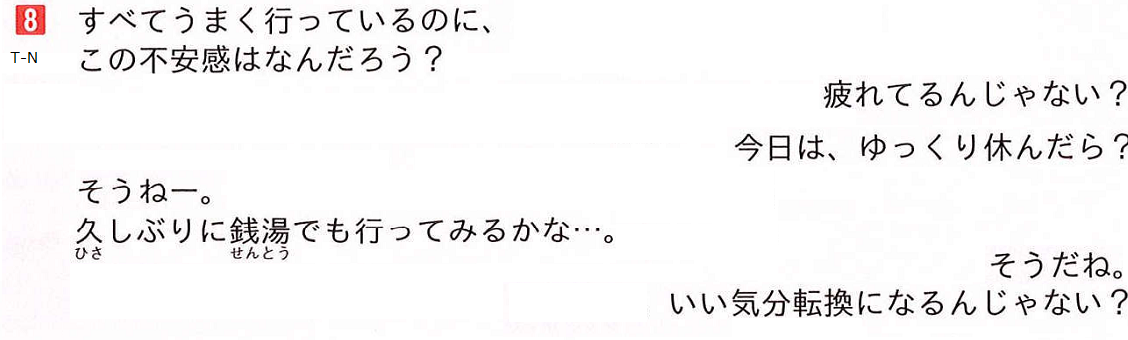 8 すべてうまく行っているのに、
T-N この不安感はなんだろう？
疲れてるんじゃない？
今日は、ゆっくり休んだら？
そうねー。
久しぶりに銭湯でも行ってみるかな…。
ひさ せんとう
そうだね。
いい気分転換になるんじゃない？